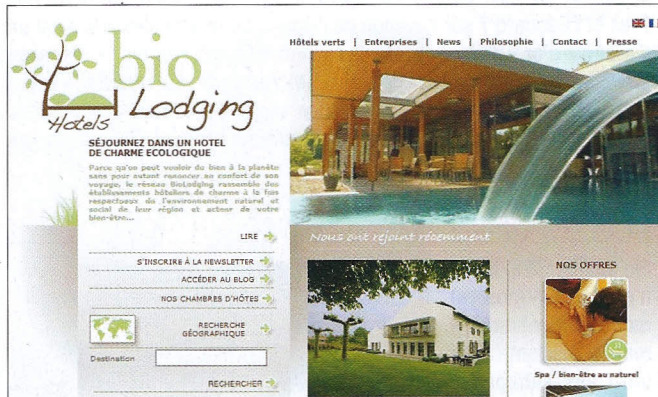 Hôtels verts | Entreprises | News | Philosophie | Contact | Presse
bio
Lodging
Hotels
SÉJOURNEZ DANS UN HOTEL
DE CHARME ECOLOGIQUE
Parce qu'on peut vouloir du bien à la planète
sans pour autant renoncer au confort de son
voyage, le réseau BioLodging rassemble des
établissements hôteliers de charme à la fois
respectueux de l'environnement naturel et
social de leur région et acteur de votre
bien-être...
LIRE
S'INSCRIRE À LA NEWSLETTER
ACCÉDER AU BLOG
NOS CHAMBRES D'HÔTES
RECHERCHE
GÉOGRAPHIQUE
Destination
RECHERCHER
Nous ont rejoint récemment
NOS OFFRES
Spa / bien-être au naturel